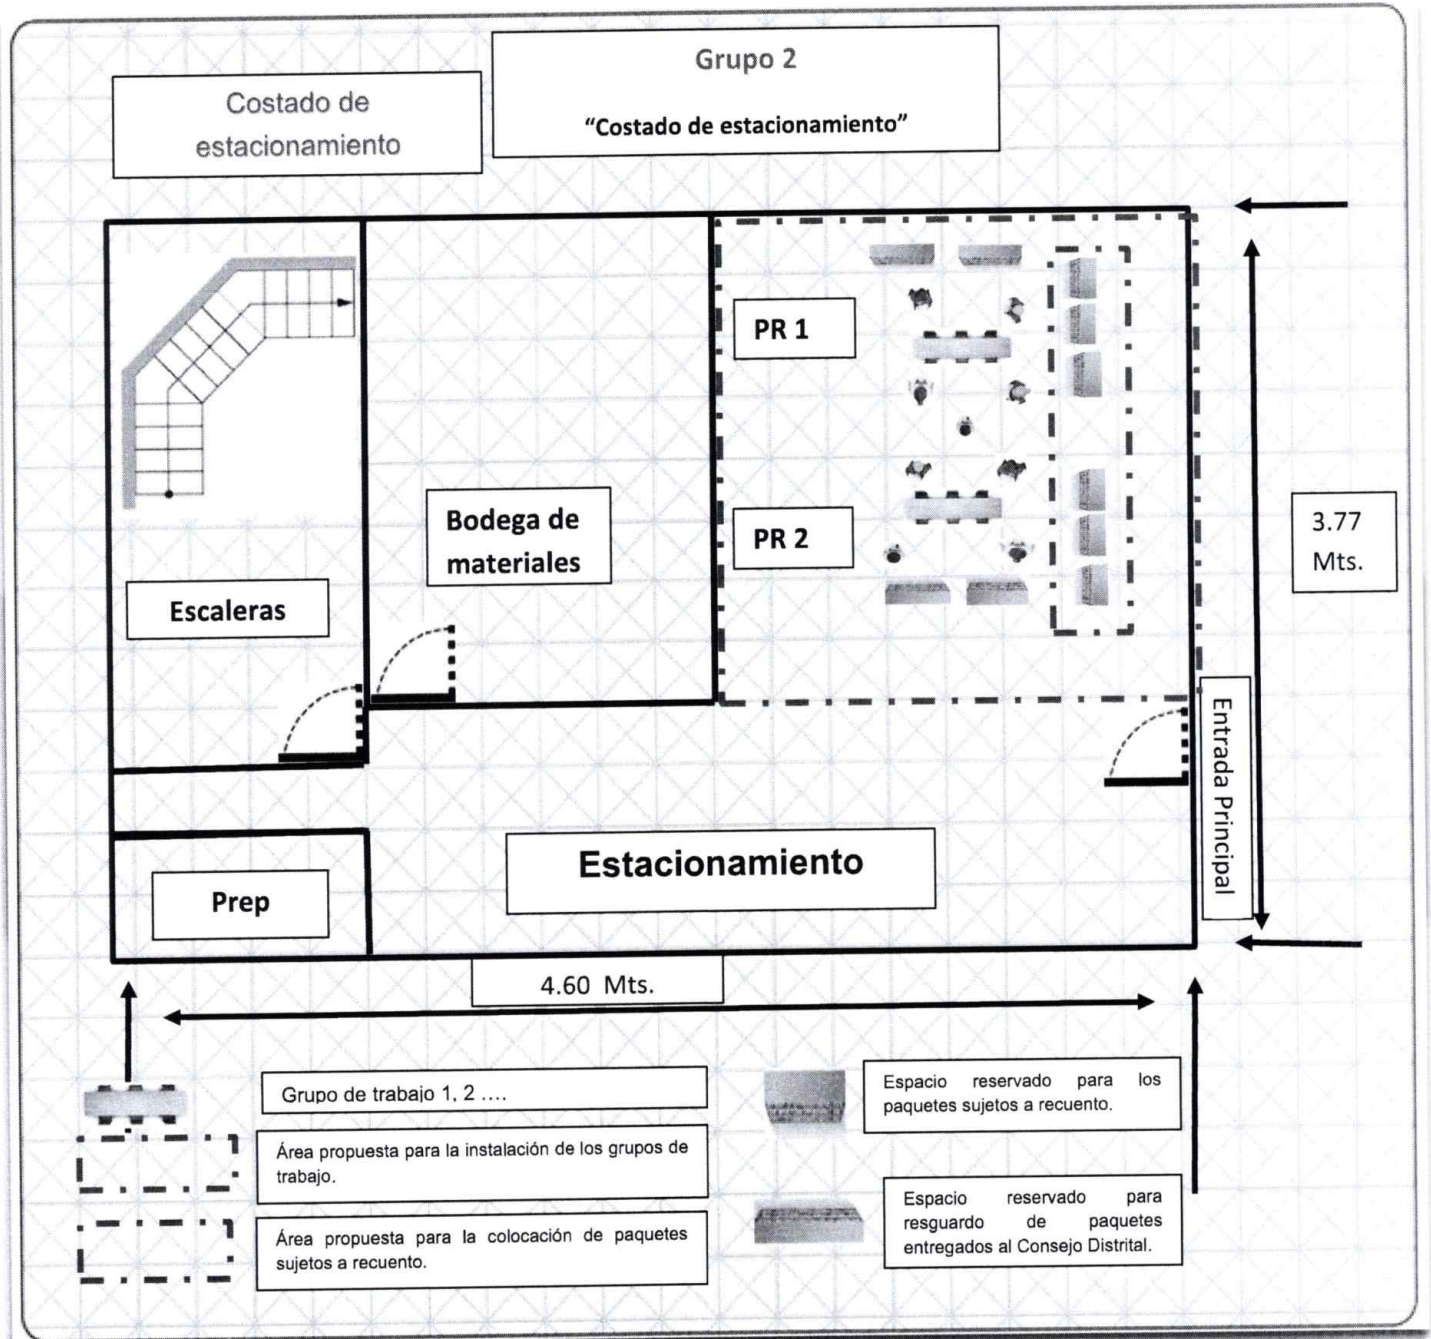 Grupo 2
"Costado de estacionamiento"
Costado de
estacionamiento
PR 1
PR 2
Bodega de
materiales
Escaleras
3.77
Mts.
Entrada Principal
Estacionamiento
Prep
4.60 Mts.
Grupo de trabajo 1, 2 ....
Área propuesta para la instalación de los grupos de
trabajo.
Área propuesta para la colocación de paquetes
sujetos a recuento.
Espacio reservado para los
paquetes sujetos a recuento.
Espacio reservado para
resguardo de paquetes
entregados al Consejo Distrital.